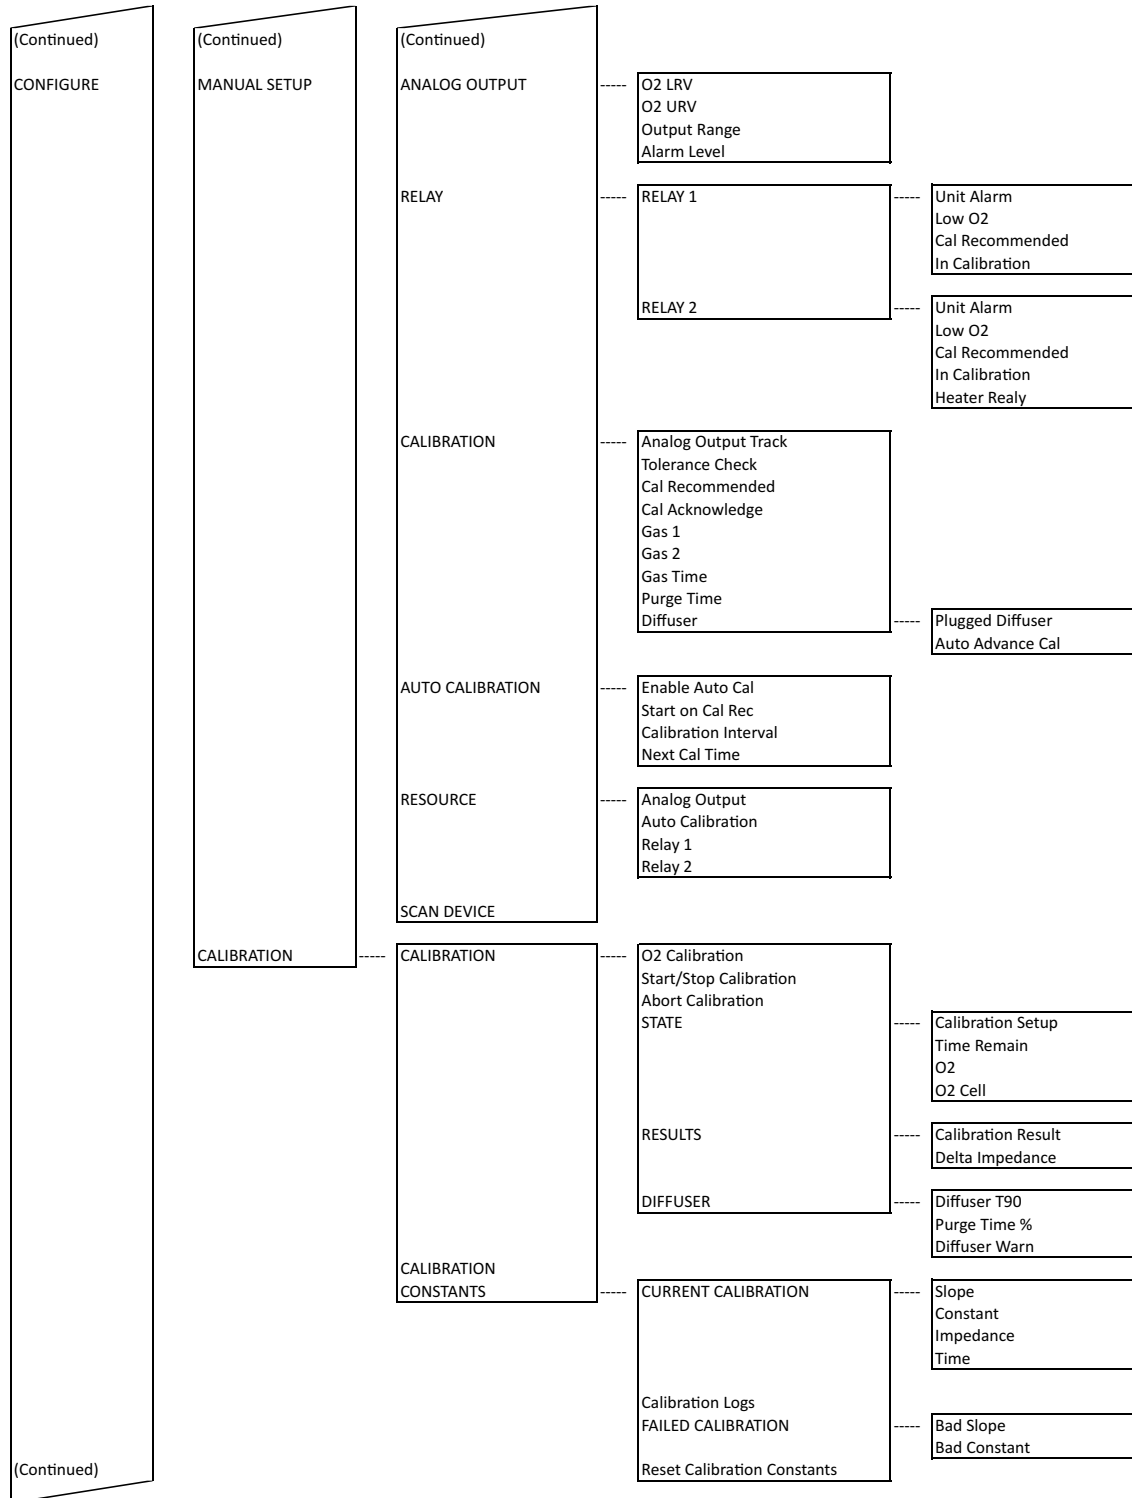 (Continued)
(Continued)
(Continued)
CONFIGURE
MANUAL SETUP
ANALOG OUTPUT
-----
O2 LRV
O2 URV
Output Range
Alarm Level
RELAY
-----
RELAY 1
-----
Unit Alarm
Low O2
Cal Recommended
In Calibration
RELAY 2
-----
Unit Alarm
Low O2
Cal Recommended
In Calibration
Heater Realy
CALIBRATION
-----
Analog Output Track
Tolerance Check
Cal Recommended
Cal Acknowledge
Gas 1
Gas 2
Gas Time
Purge Time
Diffuser
-----
Plugged Diffuser
Auto Advance Cal
AUTO CALIBRATION
-----
Enable Auto Cal
Start on Cal Rec
Calibration Interval
Next Cal Time
RESOURCE
-----
Analog Output
Auto Calibration
Relay 1
Relay 2
SCAN DEVICE
CALIBRATION
-----
CALIBRATION
-----
O2 Calibration
Start/Stop Calibration
Abort Calibration
STATE
-----
Calibration Setup
Time Remain
O2
O2 Cell
RESULTS
-----
Calibration Result
Delta Impedance
DIFFUSER
-----
Diffuser T90
Purge Time %
Diffuser Warn
CALIBRATION
CONSTANTS
-----
CURRENT CALIBRATION
-----
Slope
Constant
Impedance
Time
Calibration Logs
FAILED CALIBRATION
-----
Bad Slope
Bad Constant
Reset Calibration Constants
(Continued)